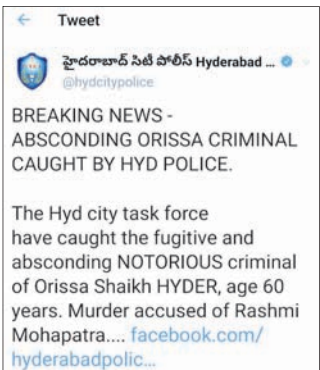 Tweet
హైదరాబాద్ సిటీ పోలీస్ Hyderabad ...
@hydcitypolice
BREAKING NEWS -
ABSCONDING ORISSA CRIMINAL
CAUGHT BY HYD POLICE.
The Hyd city task force
have caught the fugitive and
absconding NOTORIOUS criminal
of Orissa Shaikh HYDER, age 60
years. Murder accused of Rashmi
Mohapatra.... facebook.com/
hyderabadpolic...